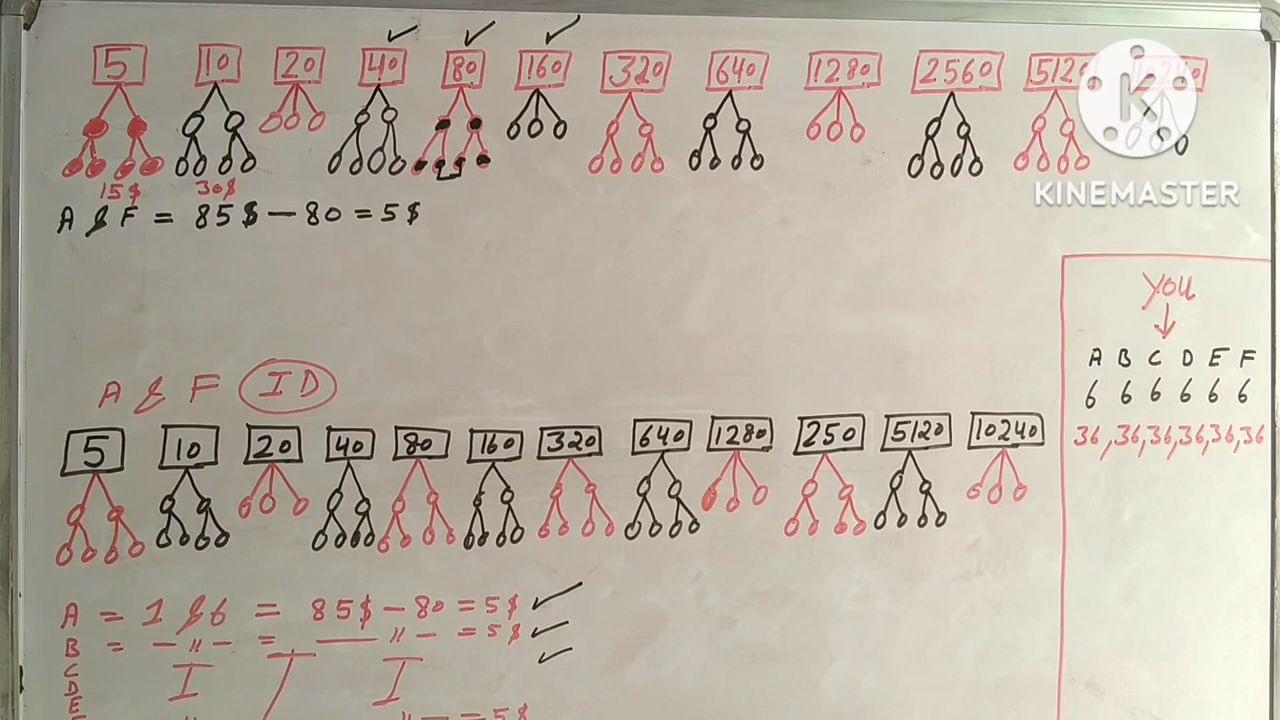 5 10 20 40 80 160 320 640 1280 2560 5120
15$ 30$
A & F = 85$ - 80 = 5$
K
KINEMASTER
YOU
A B C D E F
6 6 6 6 6 6
36, 36, 36, 36, 36, 36
A & F ID
5 10 20 40 80 160 320 640 1280 250 5120 10240
A = 1 & 6 = 85$ - 80 = 5$
B = - " - = - " - = 5$
C
D
E
" " - = 5$